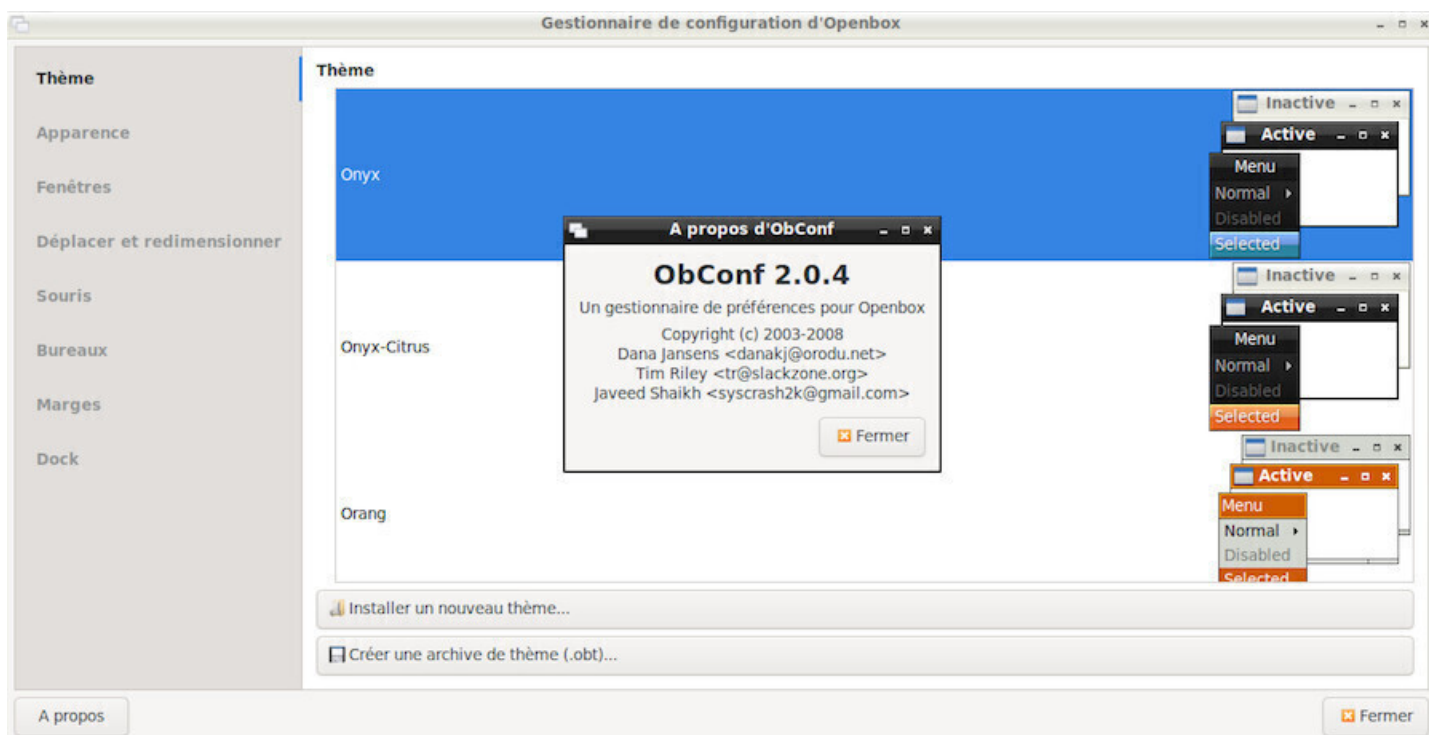 Gestionnaire de configuration d'Openbox
Thème
Apparence
Fenêtres
Déplacer et redimensionner
Souris
Bureaux
Marges
Dock
Thème
Onyx
Inactive
Active
Menu
Normal
Disabled
Selected
Onyx-Citrus
Inactive
Active
Menu
Normal
Disabled
Selected
Orang
Inactive
Active
Menu
Normal
Disabled
Selected
A propos d'ObConf
ObConf 2.0.4
Un gestionnaire de préférences pour Openbox
Copyright (c) 2003-2008
Dana Jansens <danakj@orodu.net>
Tim Riley <tr@slackzone.org>
Javeed Shaikh <syscrash2k@gmail.com>
Fermer
Installer un nouveau thème...
Créer une archive de thème (.obt)...
A propos
Fermer